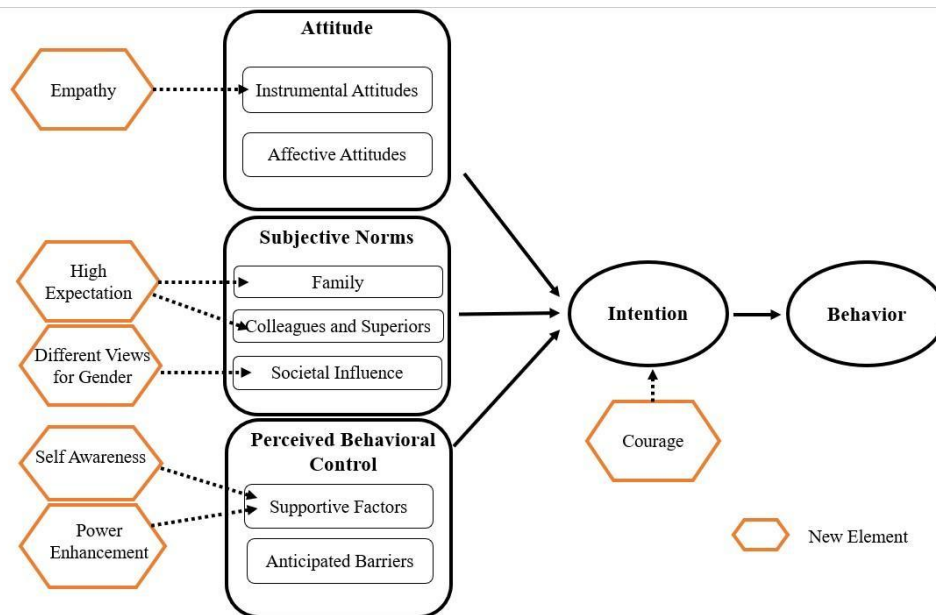 Attitude
Empathy
Instrumental Attitudes
Affective Attitudes
Subjective Norms
High
Expectation
Family
Colleagues and Superiors
Different Views
for Gender
Societal Influence
Intention
Behavior
Courage
Perceived Behavioral
Control
Self Awareness
Supportive Factors
Power
Enhancement
Anticipated Barriers
New Element